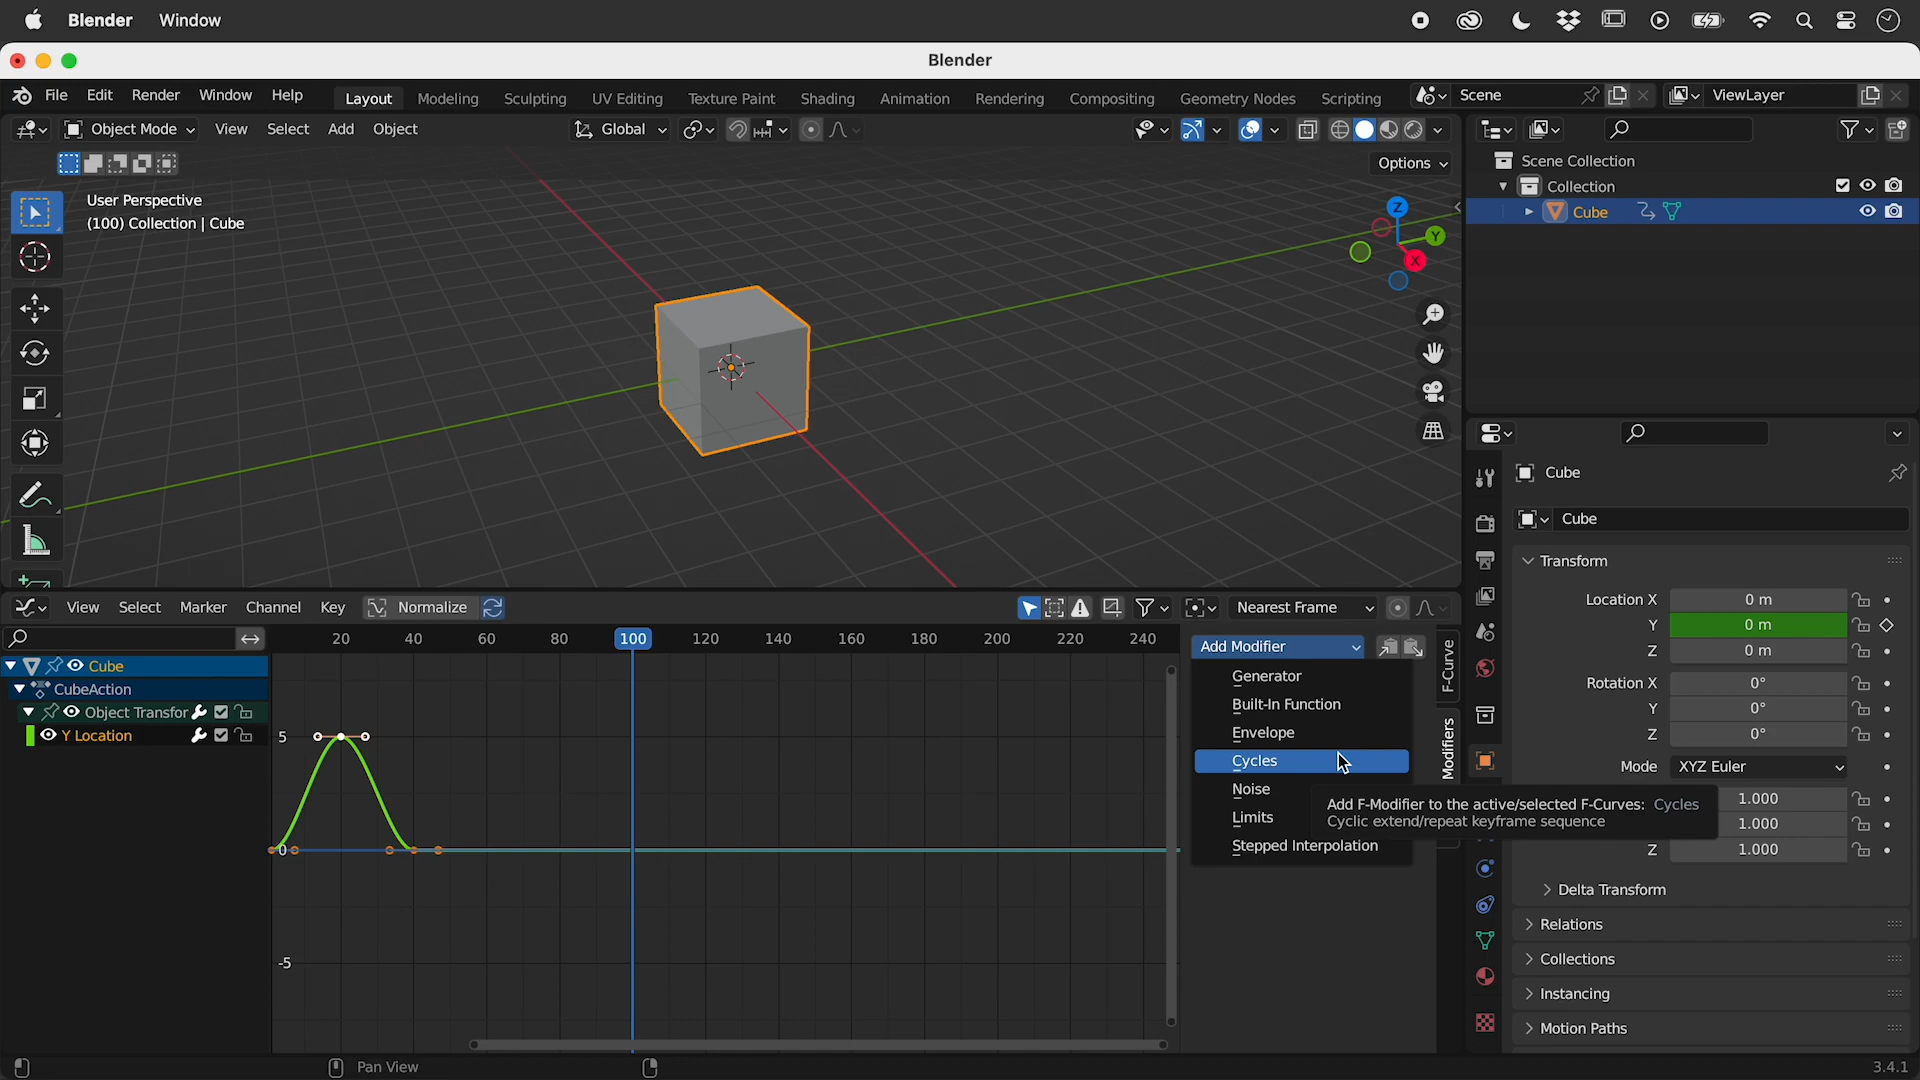 Blender Window
Blender
File Edit Render Window Help Layout Modeling Sculpting UV Editing Texture Paint Shading Animation Rendering Compositing Geometry Nodes Scripting Scene ViewLayer
Object Mode View Select Add Object Global
Options
User Perspective
(100) Collection | Cube
Z
Y
X
Scene Collection
Collection
Cube
Cube
Cube
Transform
Location X 0 m
Y 0 m
Z 0 m
Rotation X 0°
Y 0°
Z 0°
Mode XYZ Euler
1.000
1.000
Z 1.000
Delta Transform
Relations
Collections
Instancing
Motion Paths
View Select Marker Channel Key Normalize Nearest Frame
20 40 60 80 100 120 140 160 180 200 220 240
Cube
CubeAction
Object Transfor
Y Location
5
0
-5
Add Modifier
Generator
Built-In Function
Envelope
Cycles
Noise
Limits
Stepped Interpolation
Add F-Modifier to the active/selected F-Curves: Cycles
Cyclic extend/repeat keyframe sequence
F-Curve
Modifiers
Pan View
3.4.1